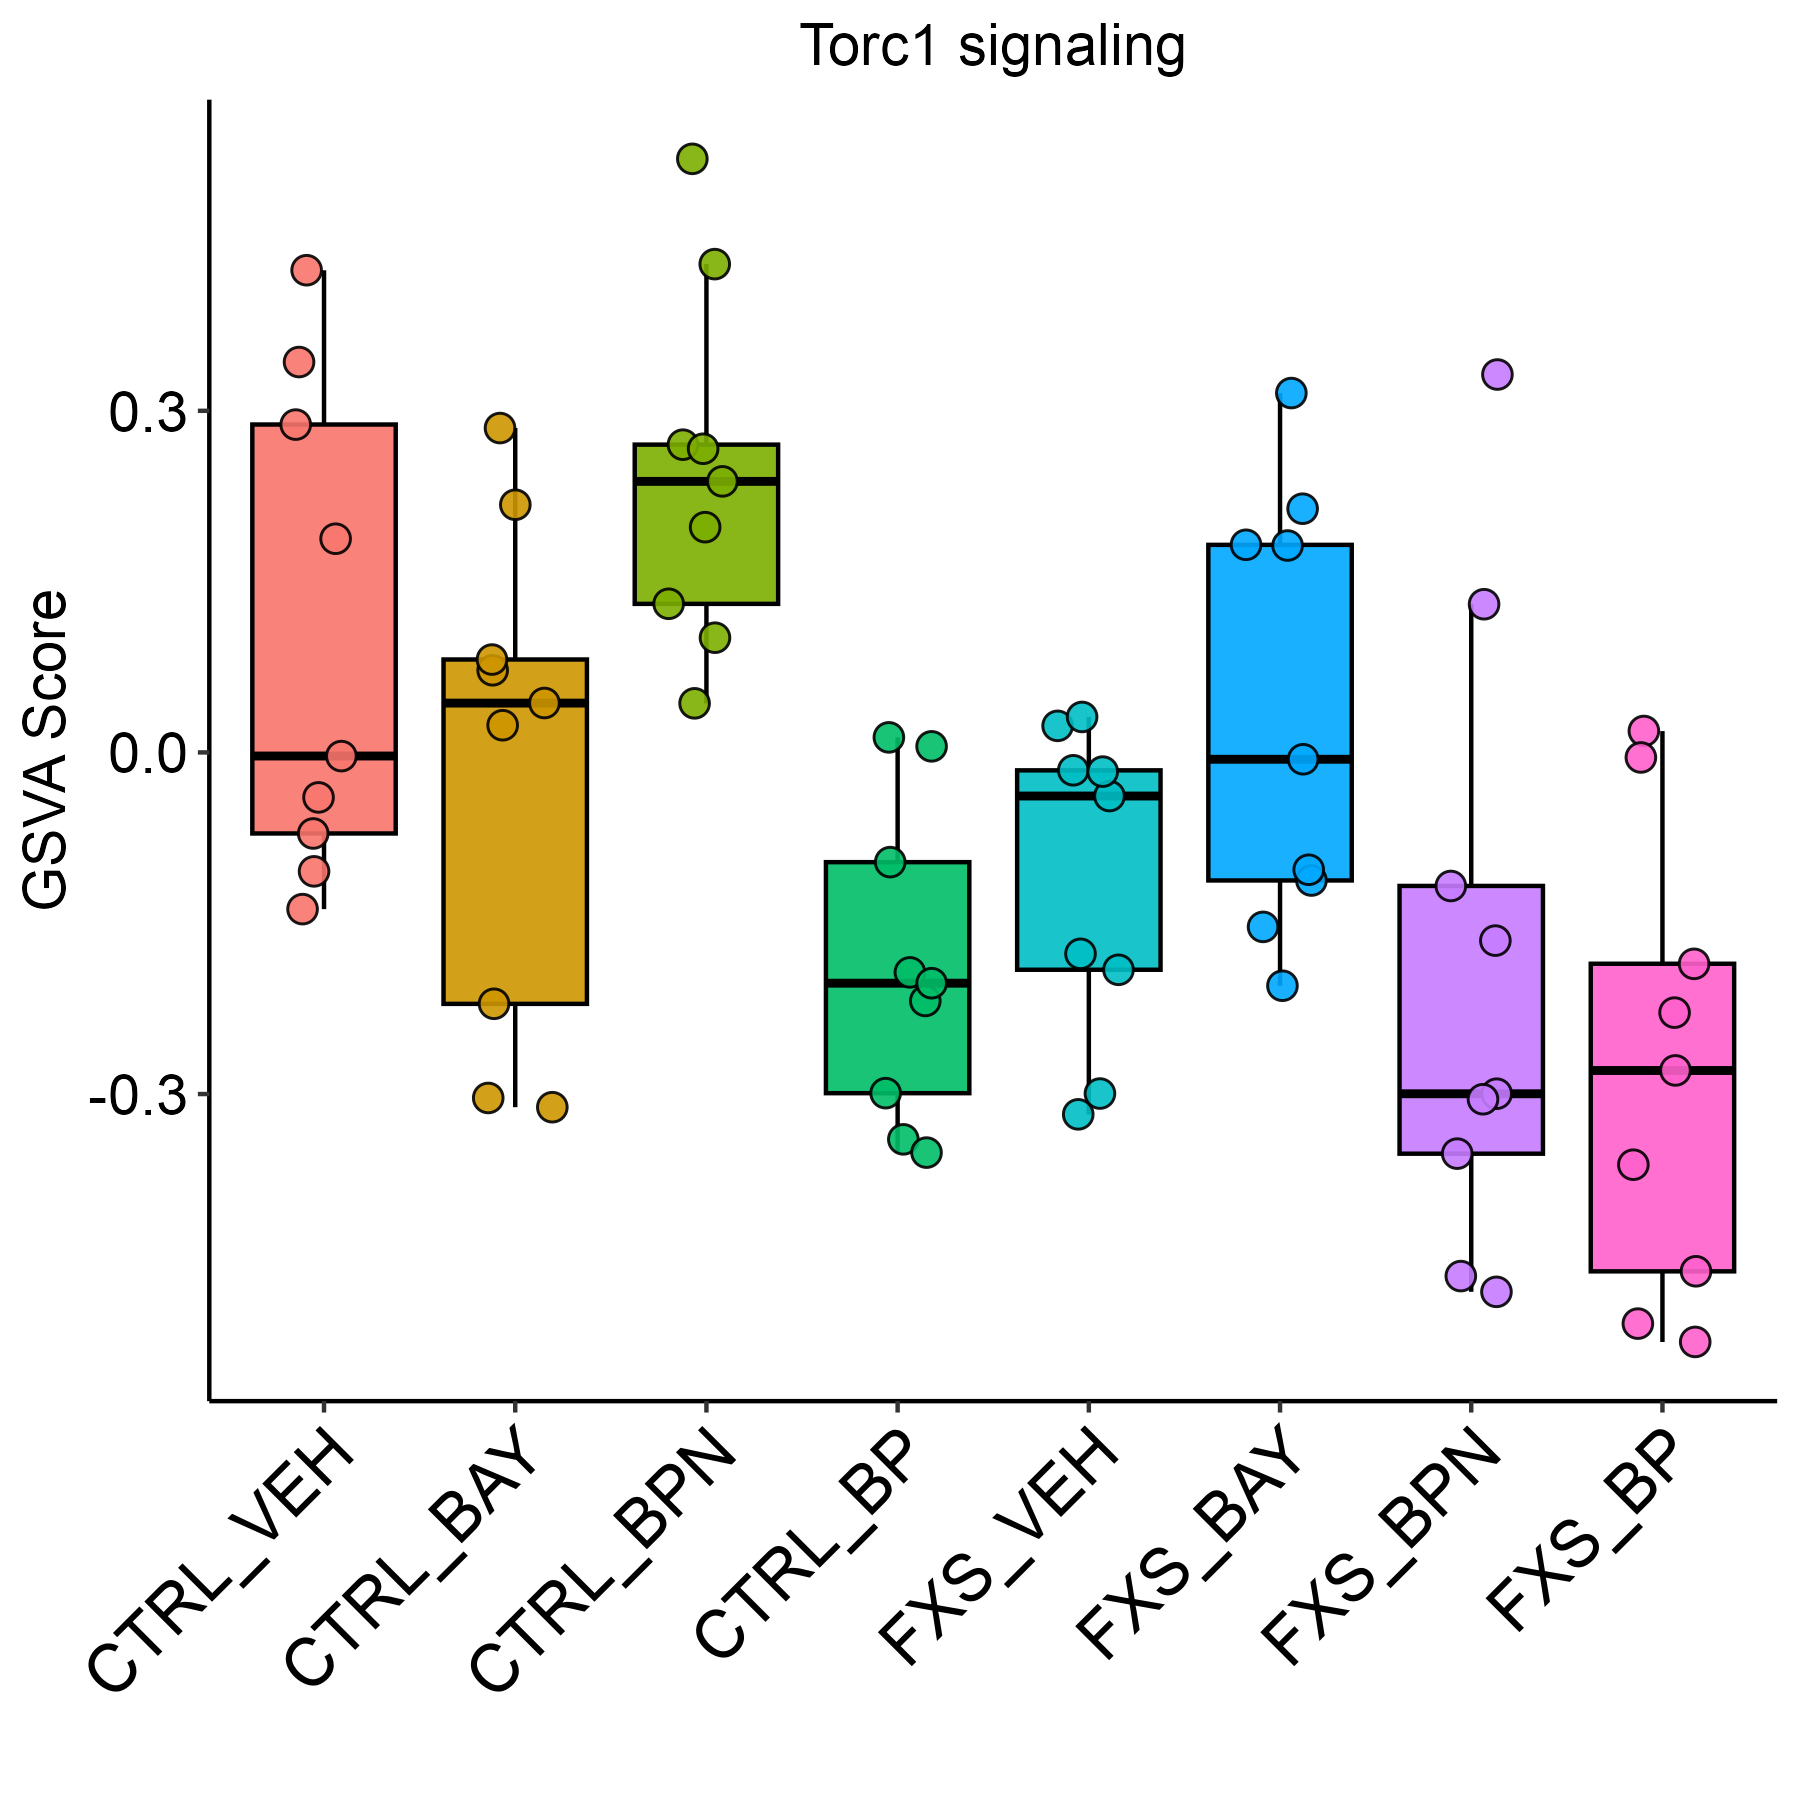 Torc1 signaling
GSVA Score
0.3
0.0
-0.3
CTRL_VEH
CTRL_BAY
CTRL_BPN
CTRL_BP
FXS_VEH
FXS_BAY
FXS_BPN
FXS_BP